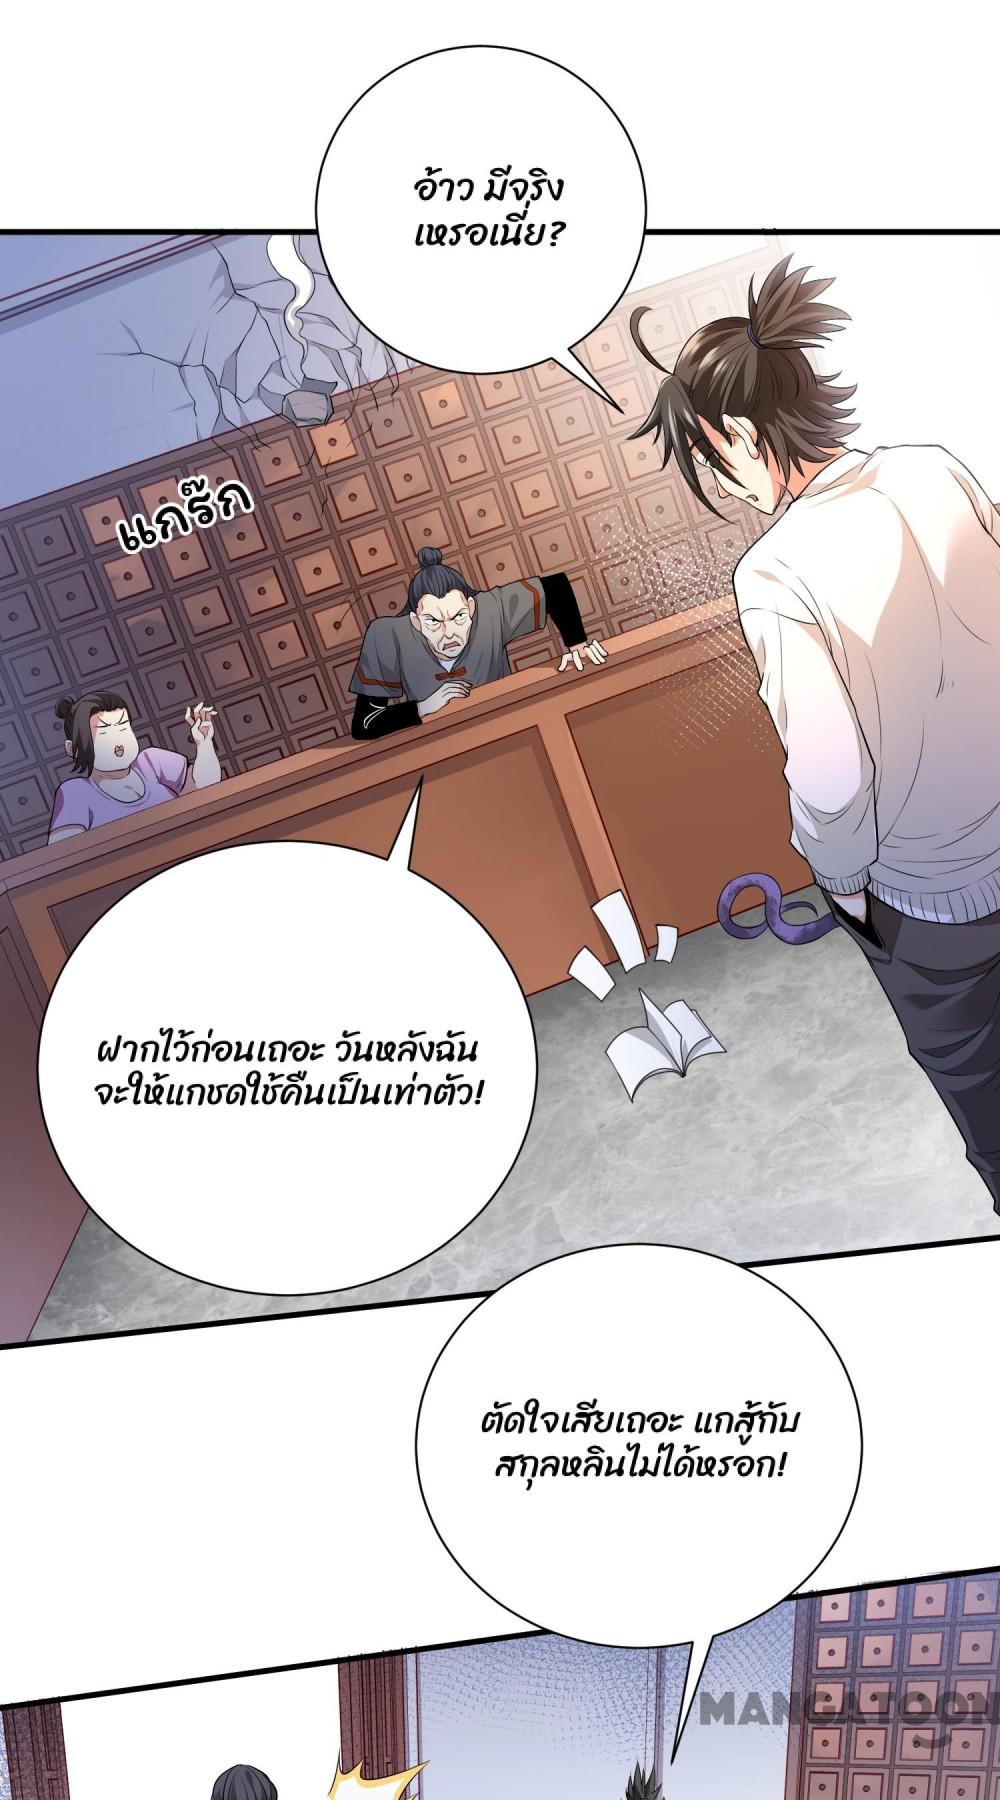 อ้าว มีจริง
เหรอเนี่ย?
แกร๊ก
ฝากไว้ก่อนเถอะ วันหลังฉัน
จะให้แกชดใช้คืนเป็นเท่าตัว!
ตัดใจเสียเถอะ แกสู้กับ
สกุลหลินไม่ได้หรอก!
MANGATOON